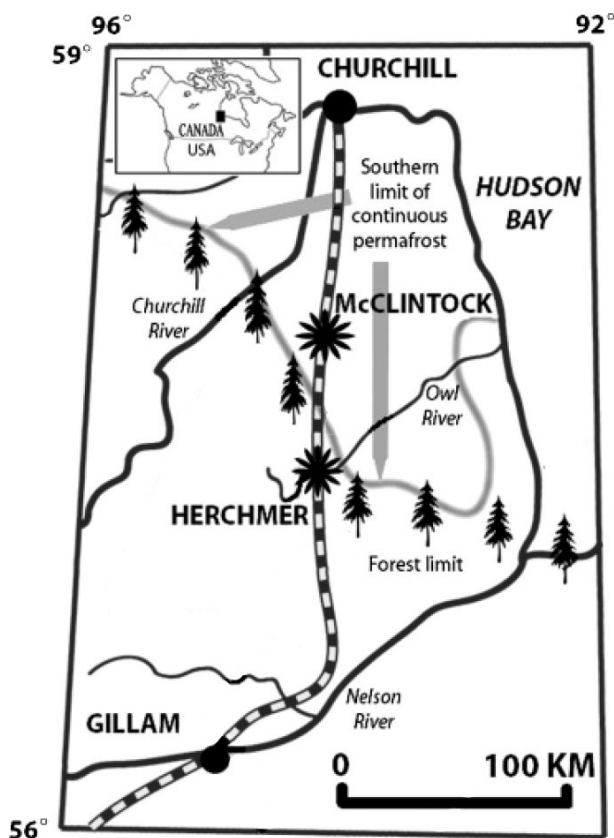 96°
92°
59°
CHURCHILL
CANADA
USA
Southern
limit of
continuous
permafrost
HUDSON
BAY
Churchill
River
McCLINTOCK
Owl
River
HERCHMER
Forest limit
Nelson
River
GILLAM
0 100 KM
56°